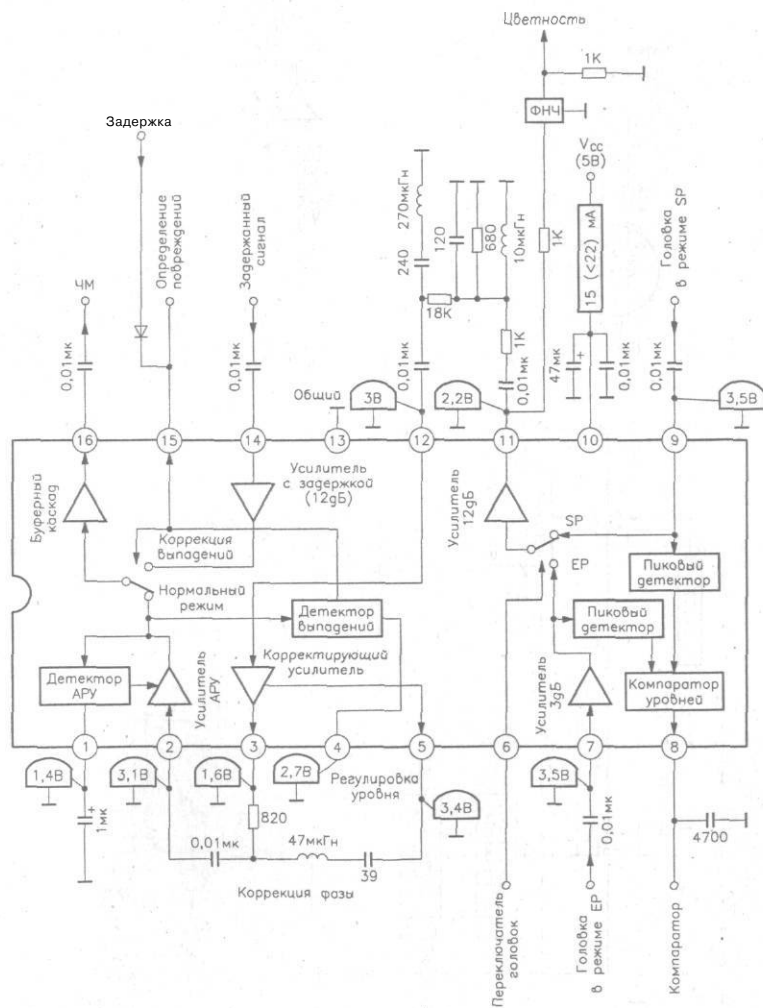 Цветность
1К
ФНЧ
Задержка
Vcc
(5В)
270мкГн
120
680
10мкГн
1К
15 (<22) мА
Головка
в режиме SP
ЧМ
Определение
повреждений
Задержанный
сигнал
240
18К
1К
0,01мк
0,01мк
0,01мк
0,01мк
47мк
+
0,01мк
0,01мк
Общий
3В
2,2В
3,5В
16
15
14
13
12
11
10
9
Буферный
каскад
Усилитель
с задержкой
(12дБ)
Усилитель
12дБ
Коррекция
выпадений
SP
EP
Нормальный
режим
Пиковый
детектор
Детектор
выпадений
Пиковый
детектор
Корректирующий
усилитель
Детектор
АРУ
Усилитель
АРУ
Усилитель
3дБ
Компаратор
уровней
1
2
3
4
5
6
7
8
1,4В
3,1В
1,6В
2,7В
Регулировка
уровня
3,4В
3,5В
+
1мк
820
0,01мк
47мкГн
39
0,01мк
4700
Коррекция фазы
Переключатель
головок
Головка
в режиме EP
Компаратор